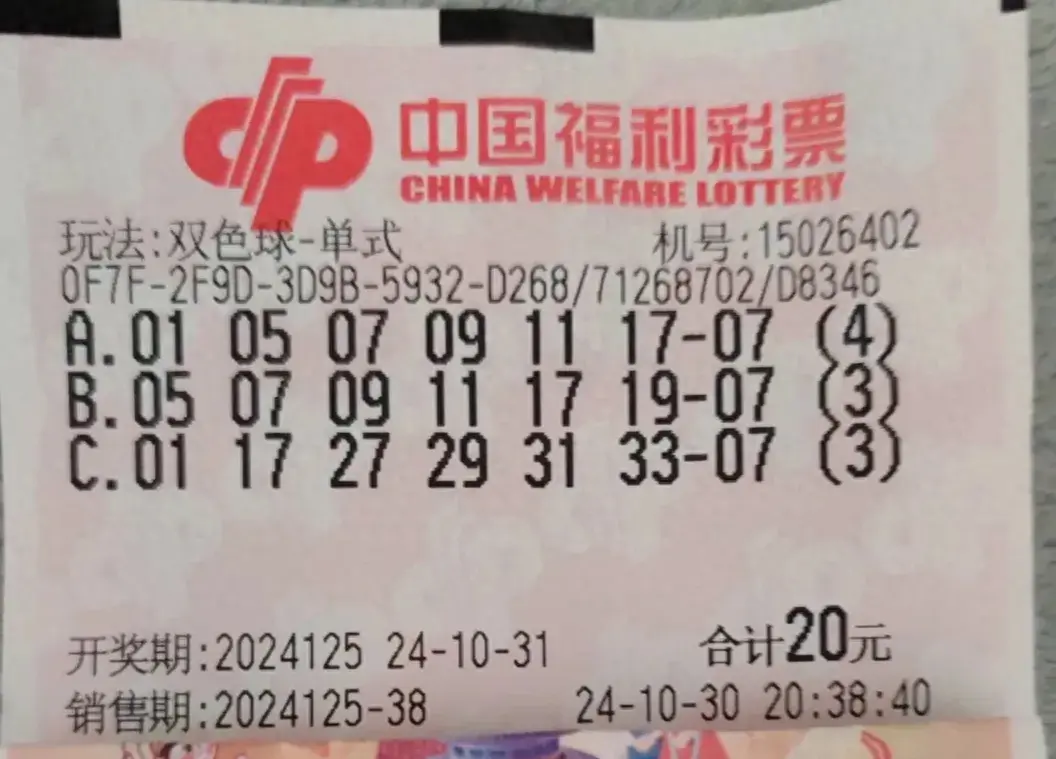 中国福利彩票
CHINA WELFARE LOTTERY
玩法:双色球-单式 机号:15026402
0F7F-2F9D-3D9B-5932-D268/71268702/D8346
A.01 05 07 09 11 17-07 (4)
B.05 07 09 11 17 19-07 (3)
C.01 17 27 29 31 33-07 (3)
开奖期:2024125 24-10-31 合计20元
销售期:2024125-38 24-10-30 20:38:40